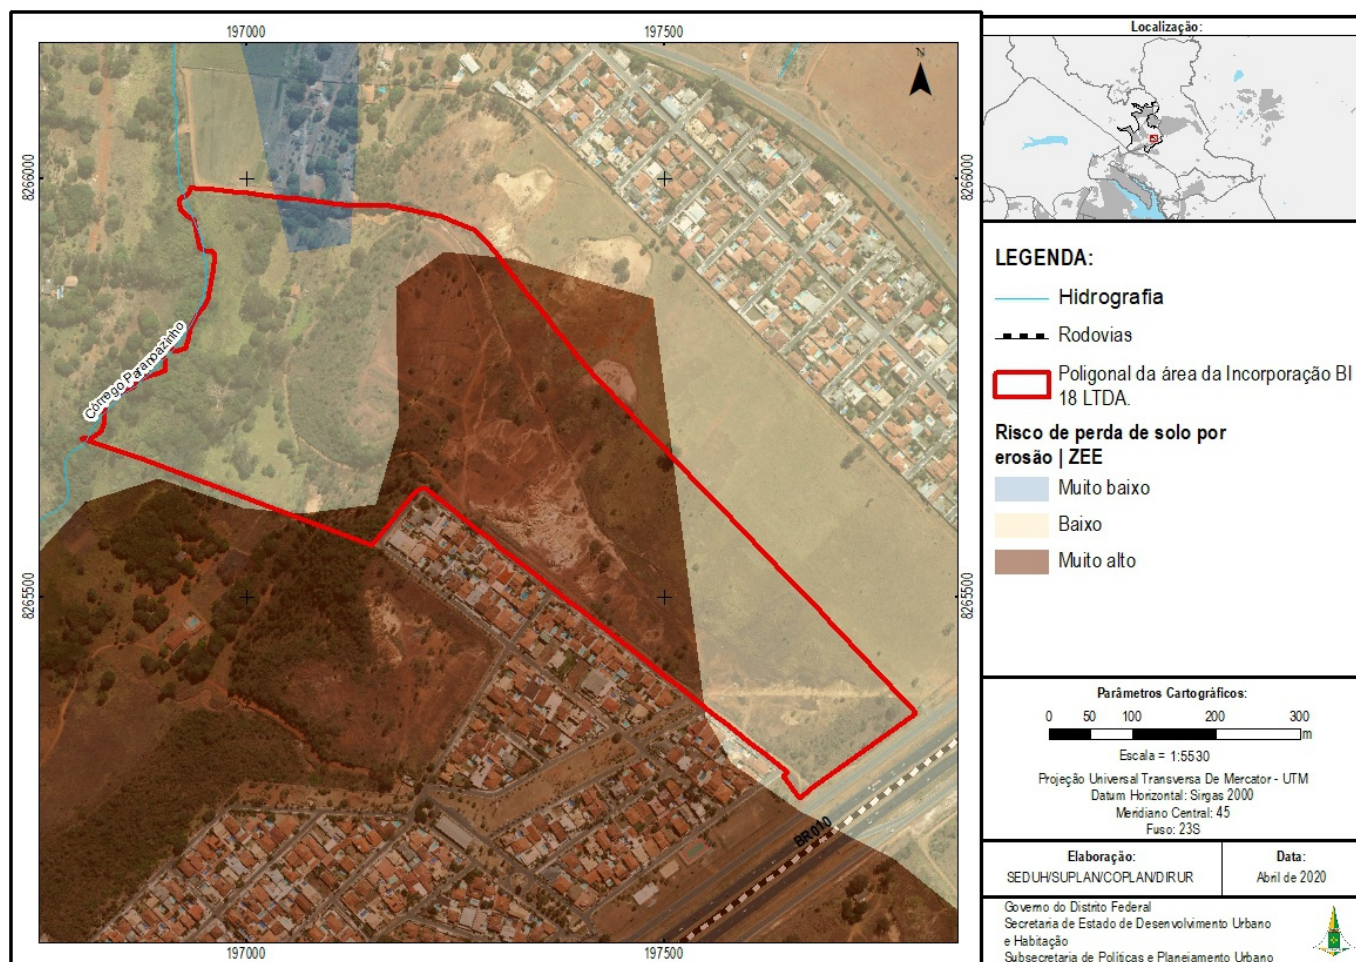 197000
197500
N
8266000
8266000
Córrego Paranoazinho
8265500
8265500
BR010
197000
197500
Localização:
LEGENDA:
Hidrografia
Rodovias
Poligonal da área da Incorporação BI
18 LTDA.
Risco de perda de solo por
erosão | ZEE
Muito baixo
Baixo
Muito alto
Parâmetros Cartográficos:
0 50 100 200 300
m
Escala = 1:5530
Projeção Universal Transversa De Mercator - UTM
Datum Horizontal: Sirgas 2000
Meridiano Central: 45
Fuso: 23S
Elaboração:
SEDUH/SUPLAN/COPLAN/DIRUR
Data:
Abril de 2020
Governo do Distrito Federal
Secretaria de Estado de Desenvolvimento Urbano
e Habitação
Subsecretaria de Políticas e Planejamento Urbano